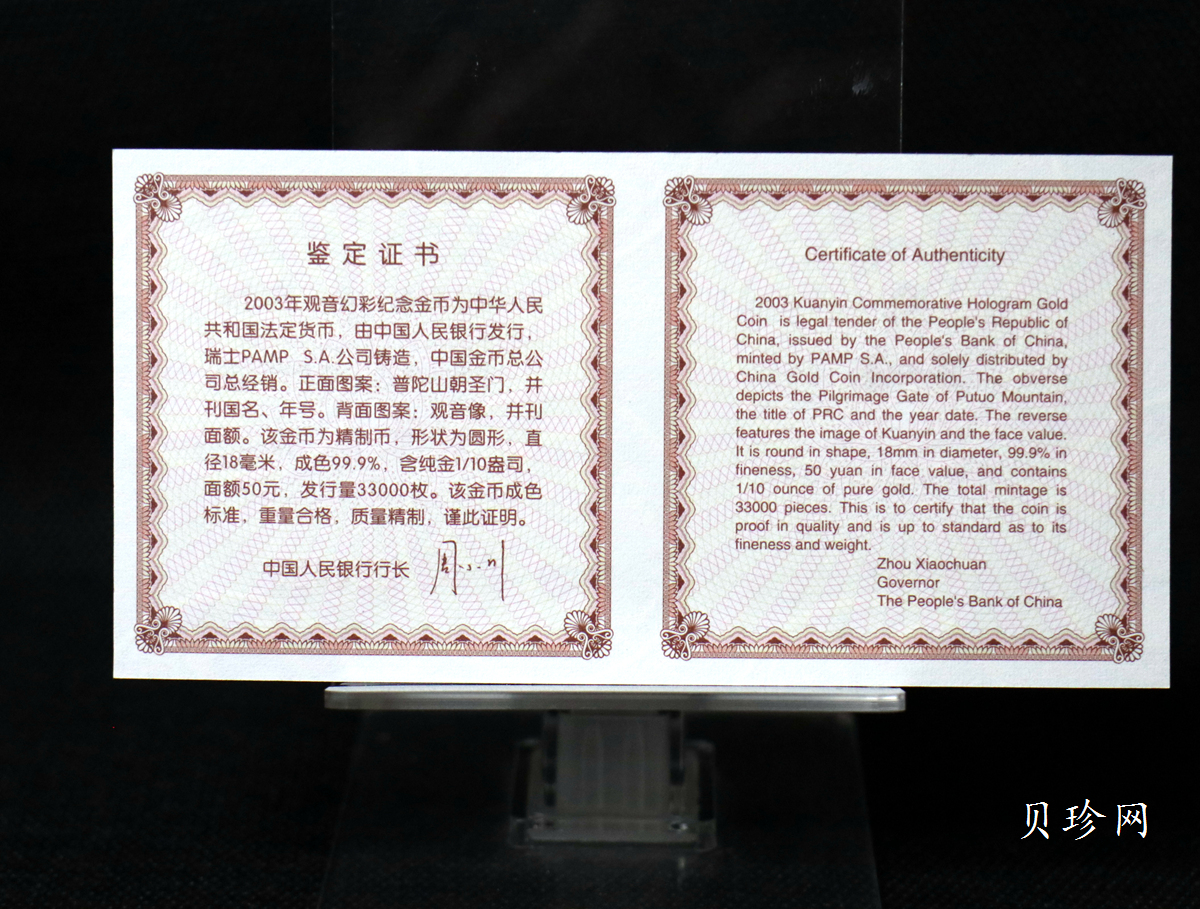 鉴定证书
2003年观音幻彩纪念金币为中华人民
共和国法定货币，由中国人民银行发行，
瑞士PAMP S.A.公司铸造，中国金币总公
司总经销。正面图案：普陀山朝圣门，并
刊国名、年号。背面图案：观音像，并刊
面额。该金币为精制币，形状为圆形，直
径18毫米，成色99.9%，含纯金1/10盎司，
面额50元，发行量33000枚。该金币成色
标准，重量合格，质量精制，谨此证明。
中国人民银行行长 周小川
Certificate of Authenticity
2003 Kuanyin Commemorative Hologram Gold
Coin is legal tender of the People's Republic of
China, issued by the People's Bank of China,
minted by PAMP S.A., and solely distributed by
China Gold Coin Incorporation. The obverse
depicts the Pilgrimage Gate of Putuo Mountain,
the title of PRC and the year date. The reverse
features the image of Kuanyin and the face value.
It is round in shape, 18mm in diameter, 99.9% in
fineness, 50 yuan in face value, and contains
1/10 ounce of pure gold. The total mintage is
33000 pieces. This is to certify that the coin is
proof in quality and is up to standard as to its
fineness and weight.
Zhou Xiaochuan
Governor
The People's Bank of China
贝珍网